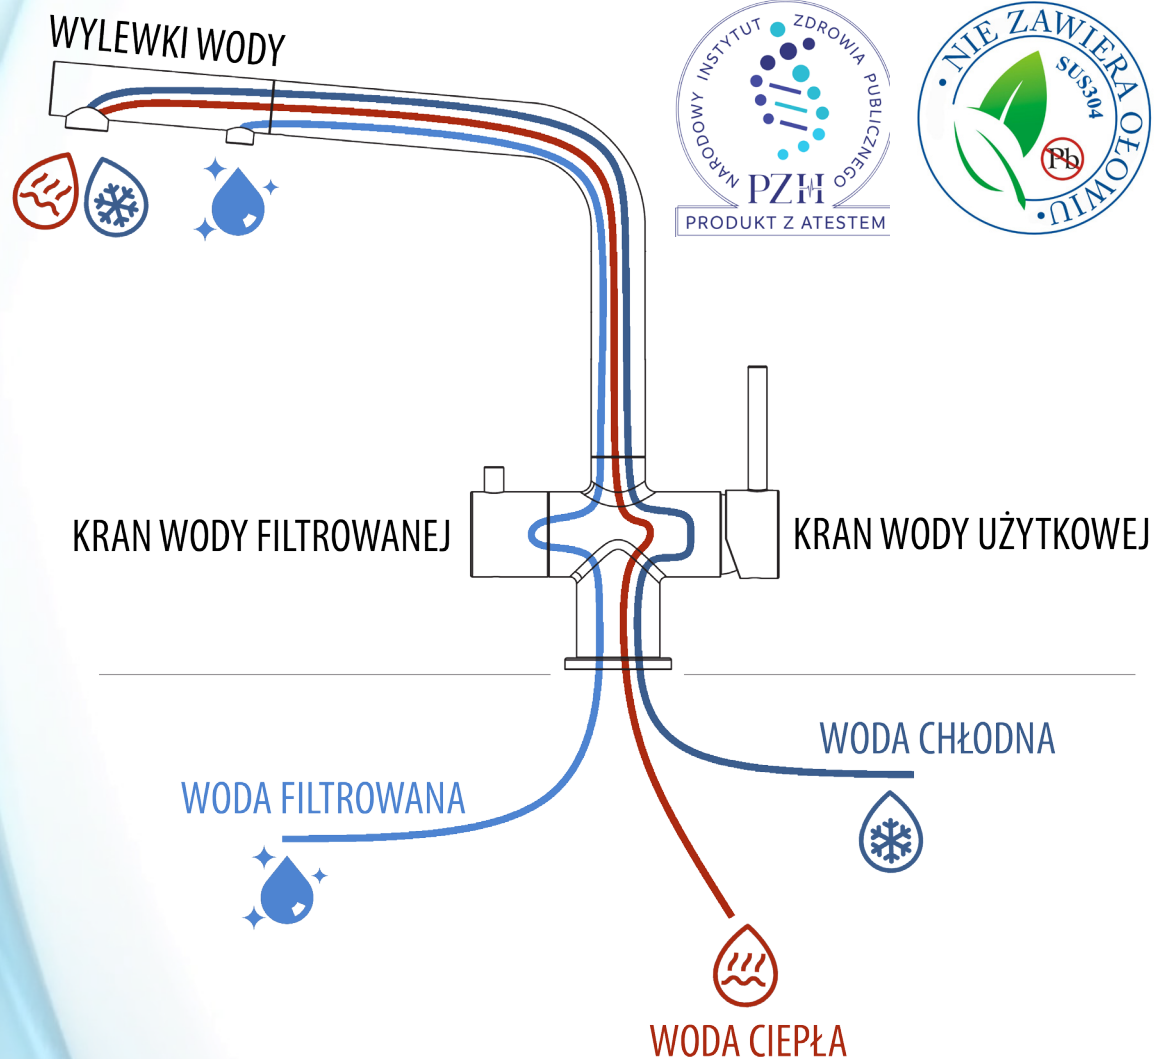 WYLEWKI WODY
NARODOWY INSTYTUT ZDROWIA PUBLICZNEGO
PZH
PRODUKT Z ATESTEM
• NIE ZAWIERA OŁOWIU •
SUS304
Pb
KRAN WODY FILTROWANEJ
KRAN WODY UŻYTKOWEJ
WODA CHŁODNA
WODA FILTROWANA
WODA CIEPŁA